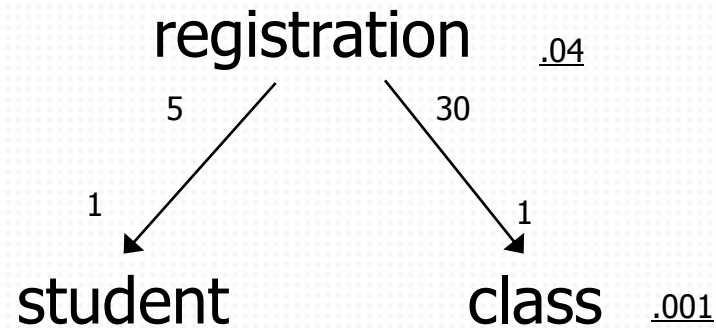 registration .04
5 30
1 1
student class .001